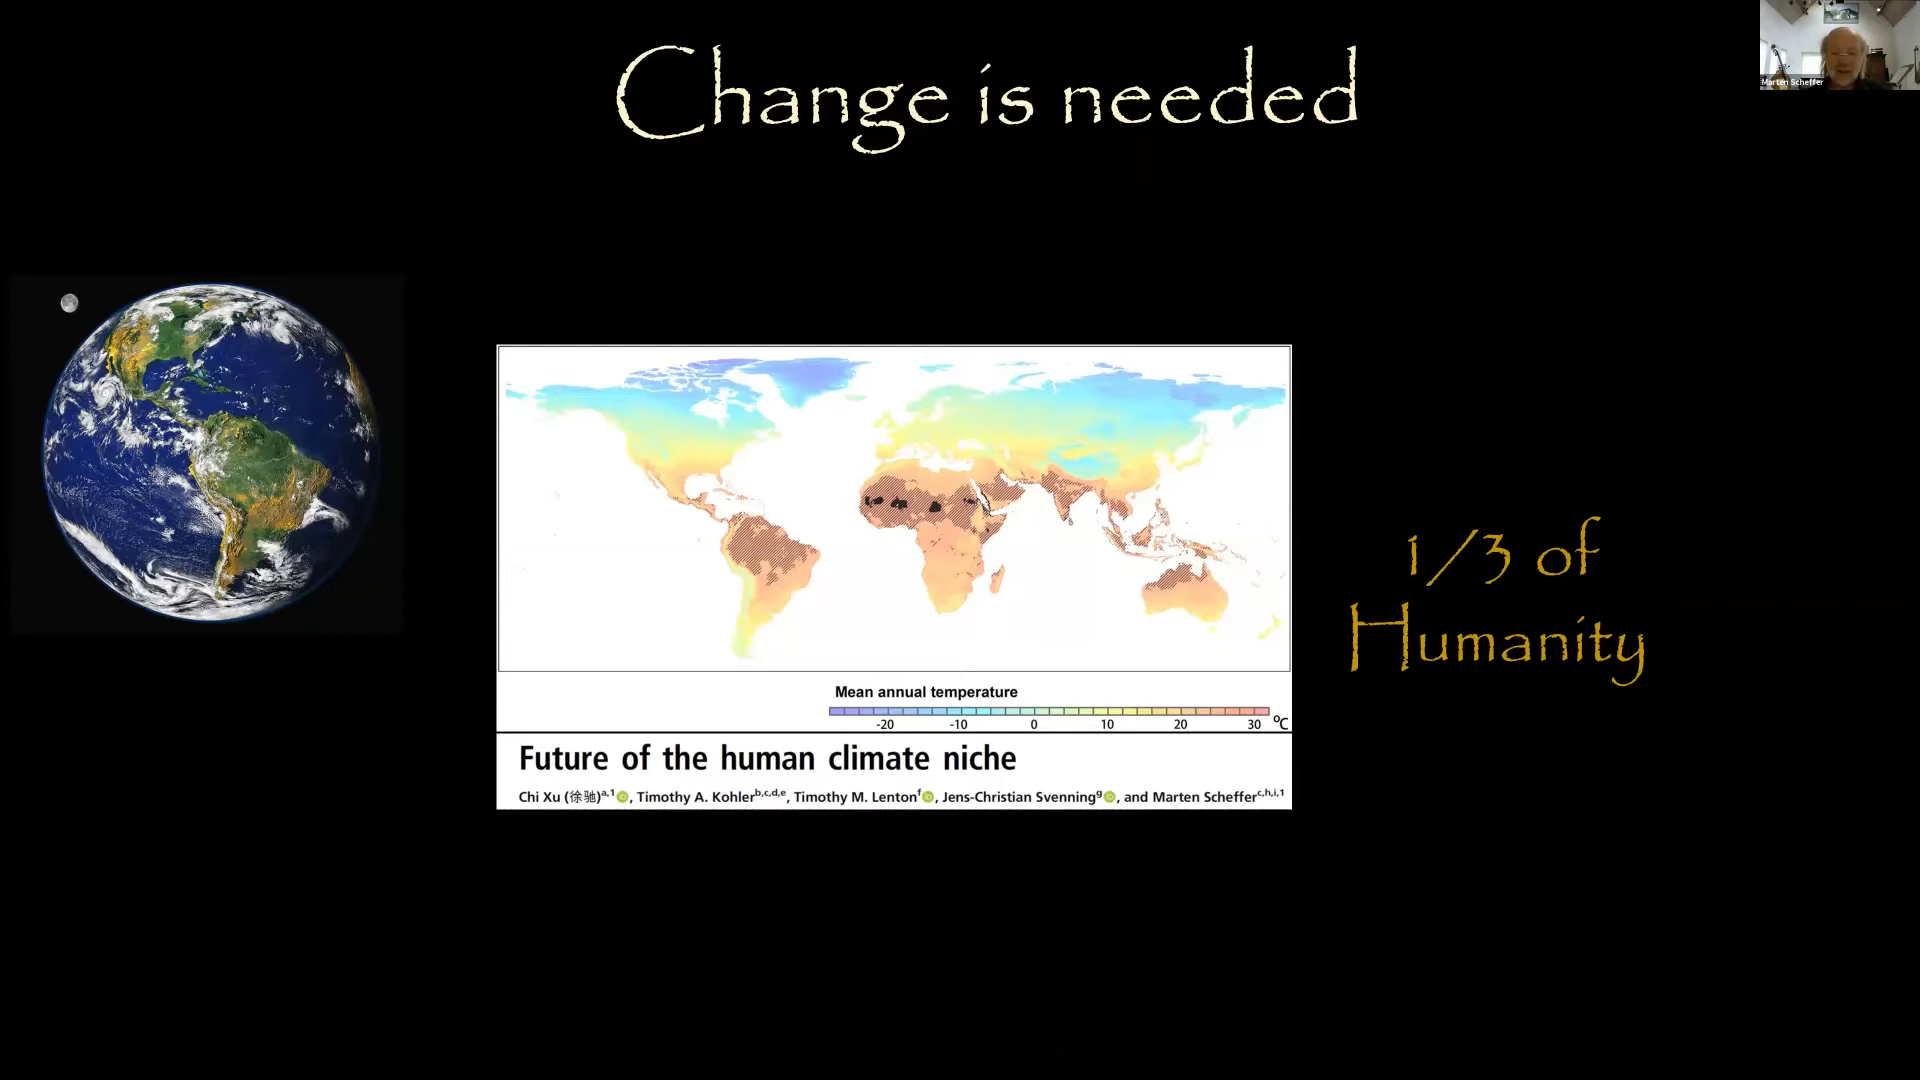 Change is needed
Marten Scheffer
1/3 of
Humanity
Mean annual temperature
-20 -10 0 10 20 30 ºC
Future of the human climate niche
Chi Xu (徐驰)a,1, Timothy A. Kohlerb,c,d,e, Timothy M. Lentonf, Jens-Christian Svenningg, and Marten Schefferc,h,i,1